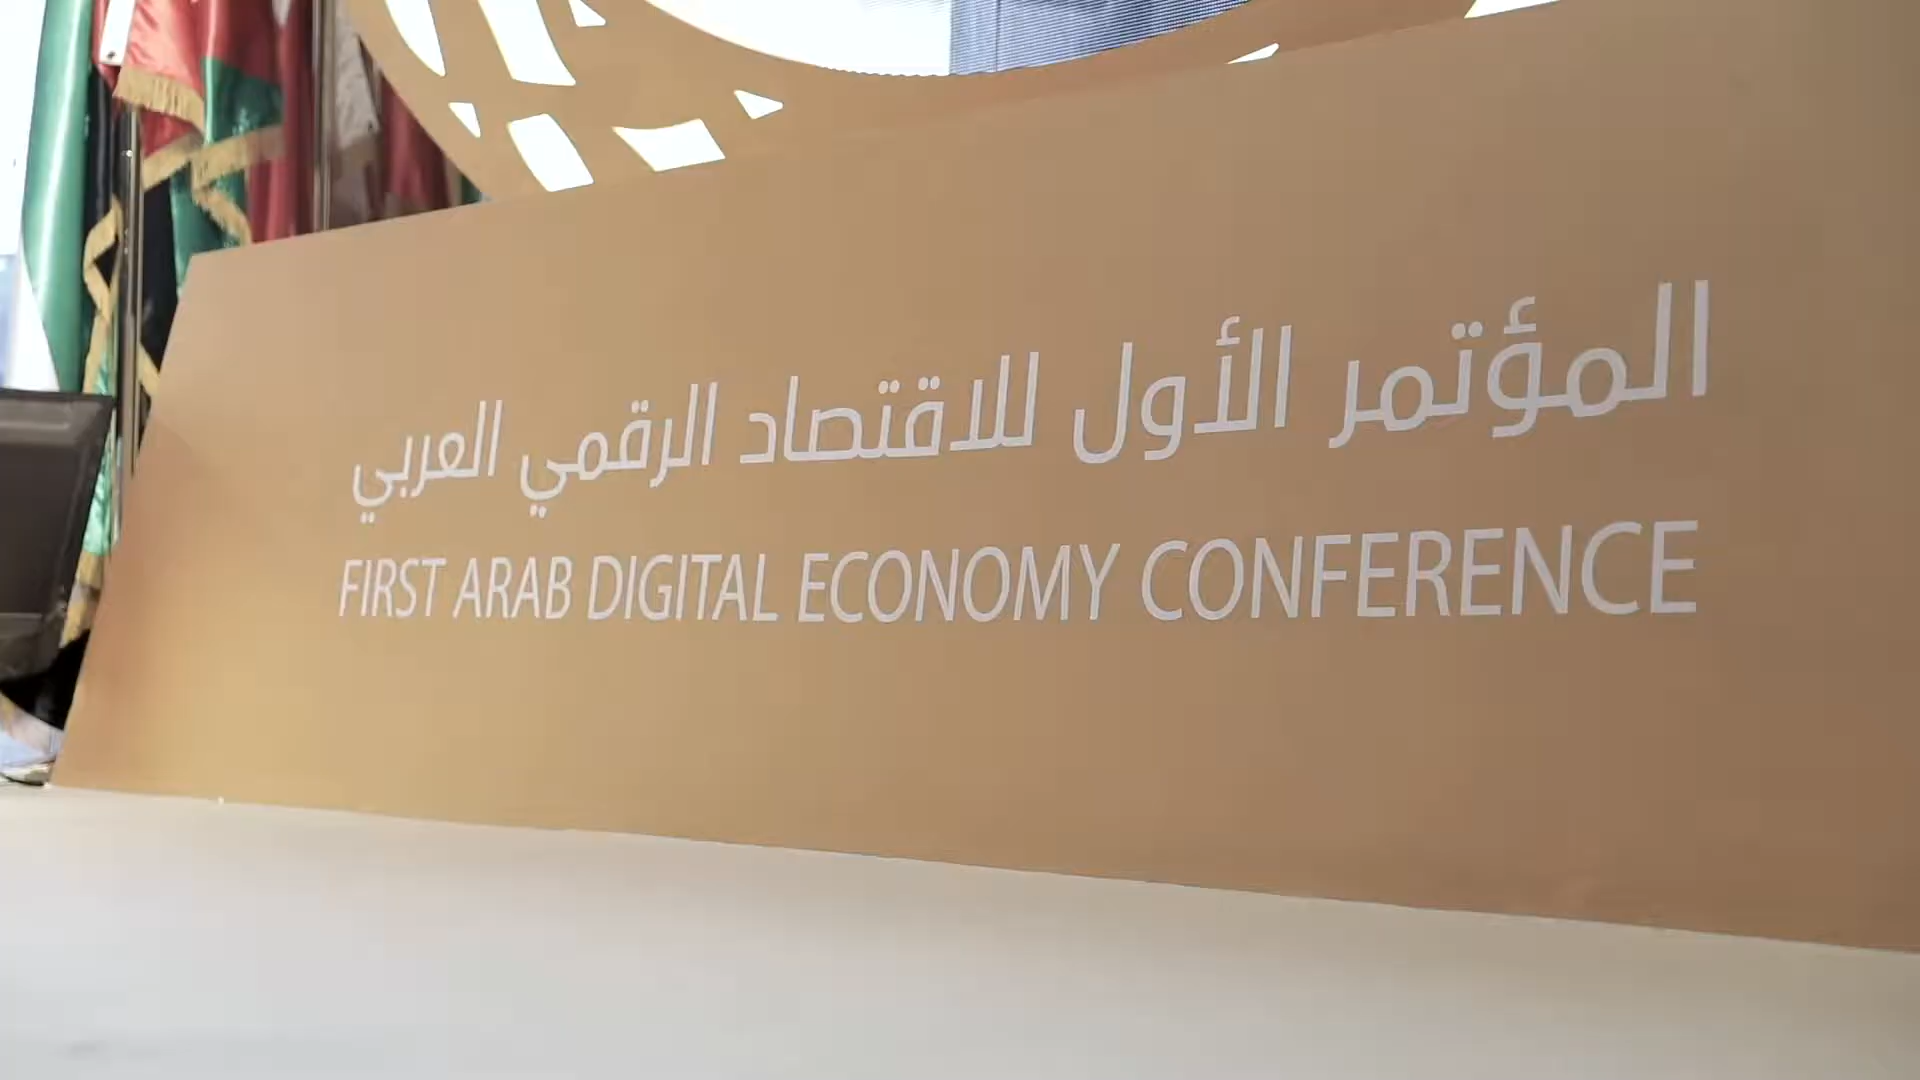 المؤتمر الأول للاقتصاد الرقمي العربي
FIRST ARAB DIGITAL ECONOMY CONFERENCE